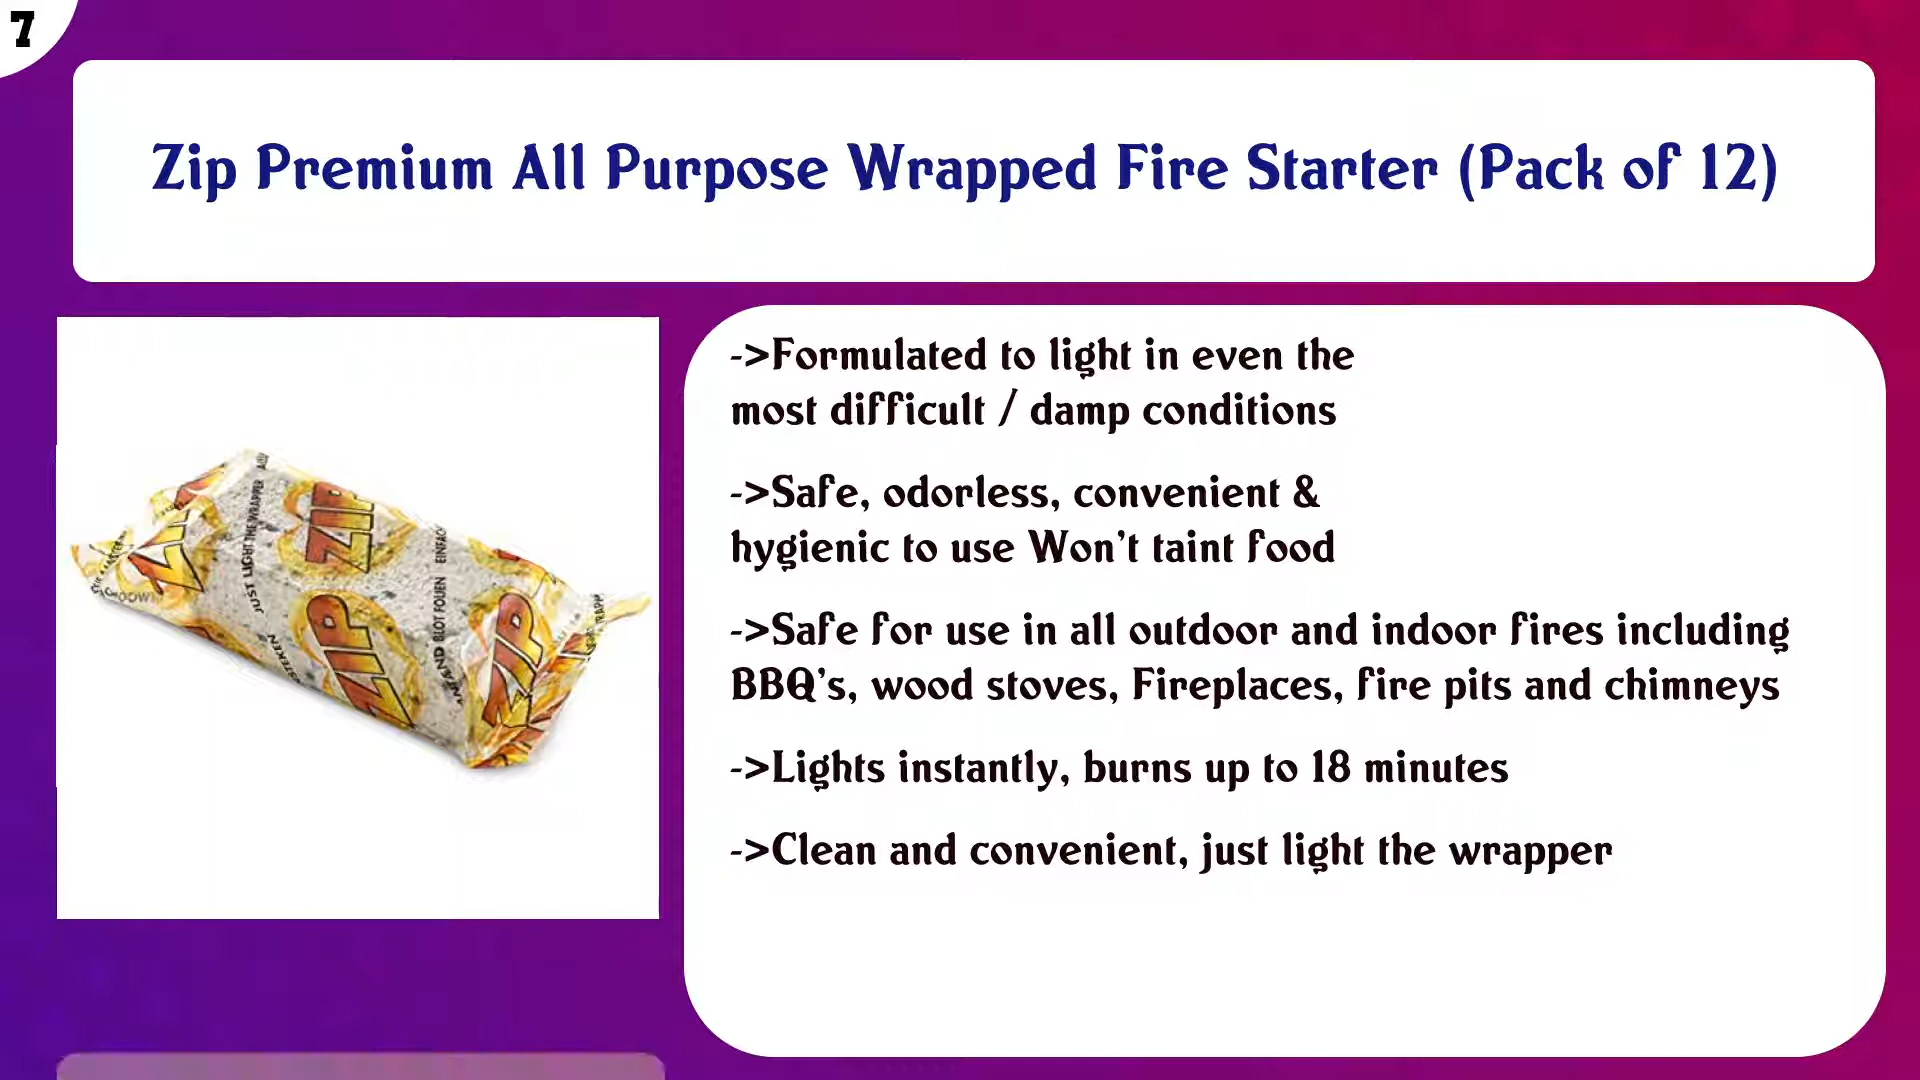 7
Zip Premium All Purpose Wrapped Fire Starter (Pack of 12)
->Formulated to light in even the
most difficult / damp conditions
->Safe, odorless, convenient &
hygienic to use Won't taint food
->Safe for use in all outdoor and indoor fires including
BBQ's, wood stoves, Fireplaces, fire pits and chimneys
->Lights instantly, burns up to 18 minutes
->Clean and convenient, just light the wrapper
ZIP
JUST LIGHT THE WRAPPER
ZIP
ZIP